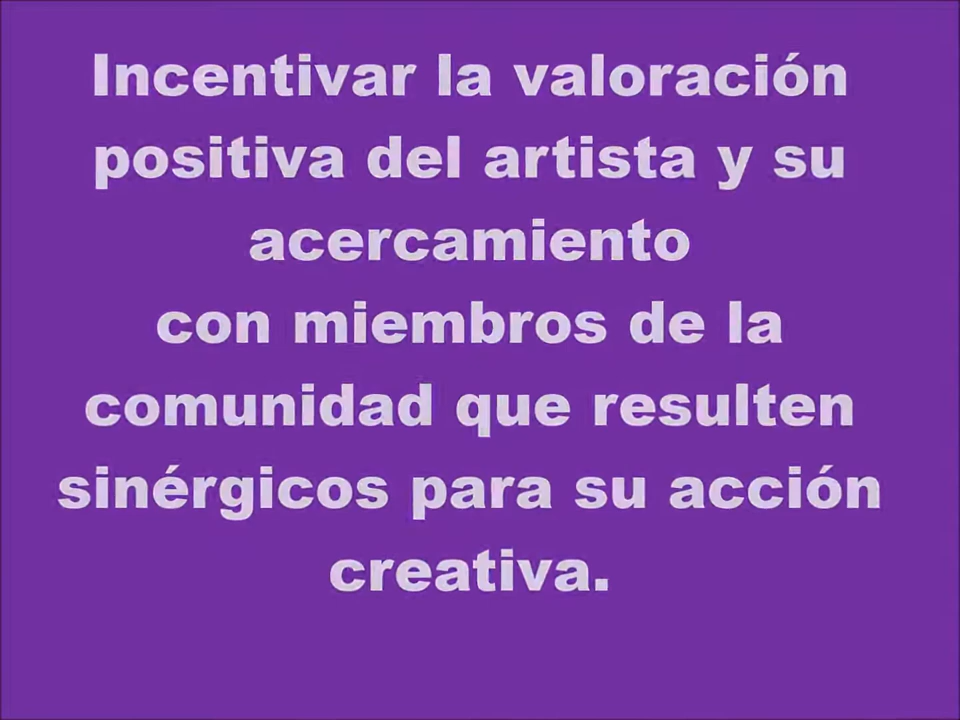 Incentivar la valoración
positiva del artista y su
acercamiento
con miembros de la
comunidad que resulten
sinérgicos para su acción
creativa.